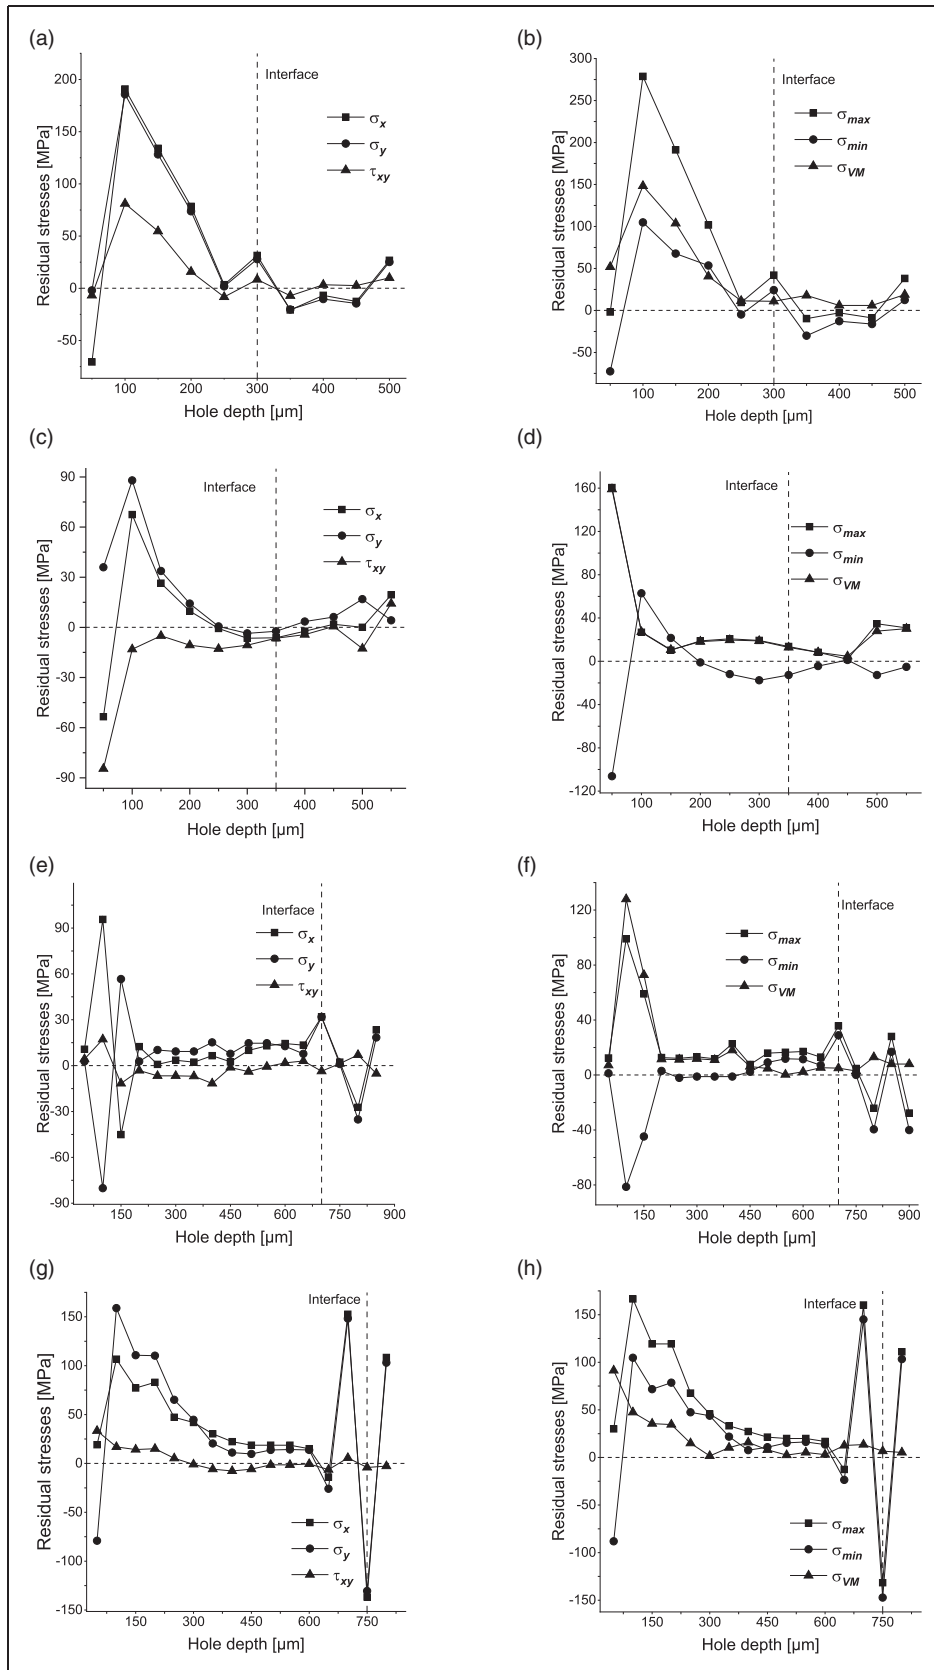 (a)
200
150
100
50
0
-50
Residual stresses [MPa]
Interface
σx
σy
τxy
100 200 300 400 500
Hole depth [µm]
(b)
300
250
200
150
100
50
0
-50
Residual stresses [MPa]
Interface
σmax
σmin
σVM
100 200 300 400 500
Hole depth [µm]
(c)
90
60
30
0
-30
-60
-90
Residual stresses [MPa]
Interface
σx
σy
τxy
100 200 300 400 500
Hole depth [µm]
(d)
160
120
80
40
0
-40
-80
-120
Residual stresses [MPa]
Interface
σmax
σmin
σVM
100 200 300 400 500
Hole depth [µm]
(e)
90
60
30
0
-30
-60
-90
Residual stresses [MPa]
Interface
σx
σy
τxy
150 300 450 600 750 900
Hole depth [µm]
(f)
120
80
40
0
-40
-80
Residual stresses [MPa]
Interface
σmax
σmin
σVM
150 300 450 600 750 900
Hole depth [µm]
(g)
150
100
50
0
-50
-100
-150
Residual stresses [MPa]
Interface
σx
σy
τxy
150 300 450 600 750
Hole depth [µm]
(h)
150
100
50
0
-50
-100
-150
Residual stresses [MPa]
Interface
σmax
σmin
σVM
150 300 450 600 750
Hole depth [µm]